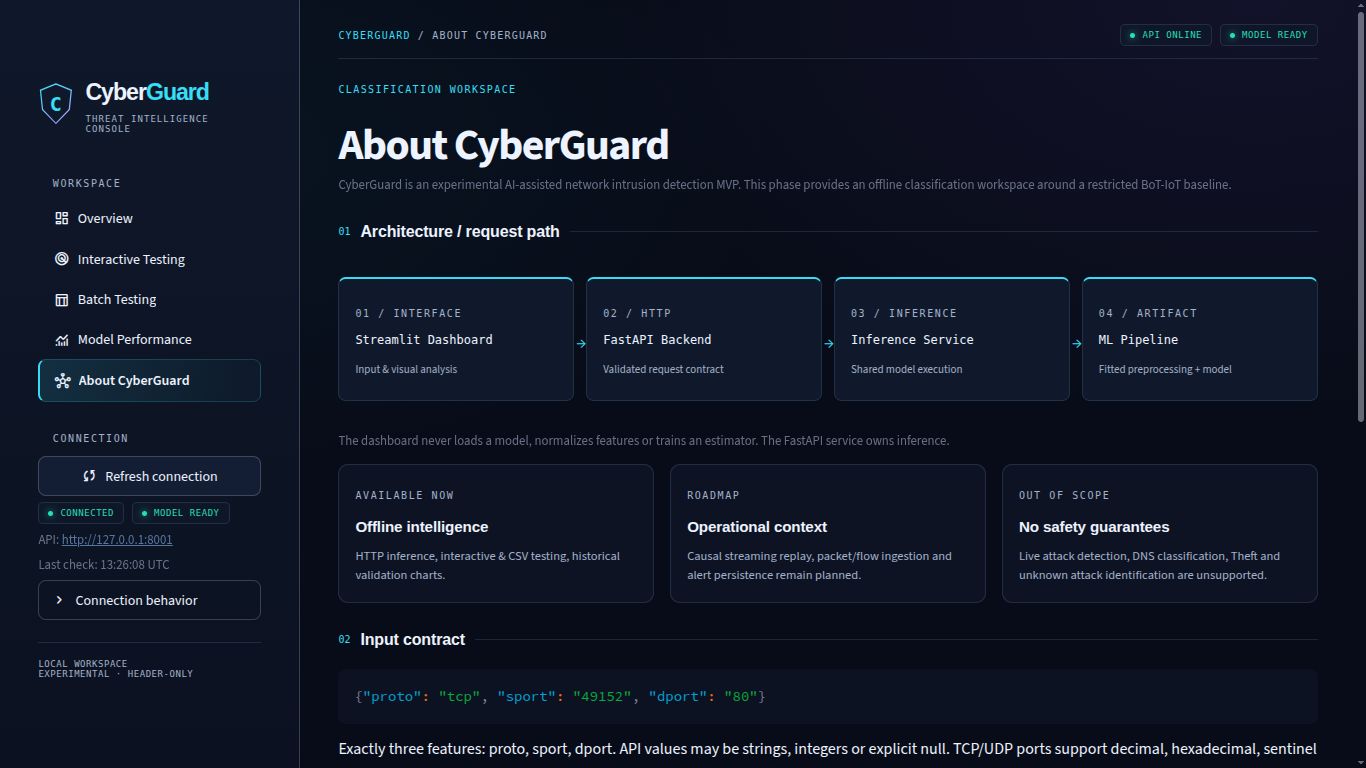 CyberGuard
THREAT INTELLIGENCE
CONSOLE
WORKSPACE
Overview
Interactive Testing
Batch Testing
Model Performance
About CyberGuard
CONNECTION
Refresh connection
CONNECTED
MODEL READY
API: http://127.0.0.1:8001
Last check: 13:26:08 UTC
Connection behavior
LOCAL WORKSPACE
EXPERIMENTAL · HEADER-ONLY
CYBERGUARD / ABOUT CYBERGUARD
API ONLINE
MODEL READY
CLASSIFICATION WORKSPACE
About CyberGuard
CyberGuard is an experimental AI-assisted network intrusion detection MVP. This phase provides an offline classification workspace around a restricted BoT-IoT baseline.
01 Architecture / request path
01 / INTERFACE
Streamlit Dashboard
Input & visual analysis
→
02 / HTTP
FastAPI Backend
Validated request contract
→
03 / INFERENCE
Inference Service
Shared model execution
→
04 / ARTIFACT
ML Pipeline
Fitted preprocessing + model
The dashboard never loads a model, normalizes features or trains an estimator. The FastAPI service owns inference.
AVAILABLE NOW
Offline intelligence
HTTP inference, interactive & CSV testing, historical
validation charts.
ROADMAP
Operational context
Causal streaming replay, packet/flow ingestion and
alert persistence remain planned.
OUT OF SCOPE
No safety guarantees
Live attack detection, DNS classification, Theft and
unknown attack identification are unsupported.
02 Input contract
{"proto": "tcp", "sport": "49152", "dport": "80"}
Exactly three features: proto, sport, dport. API values may be strings, integers or explicit null. TCP/UDP ports support decimal, hexadecimal, sentinel